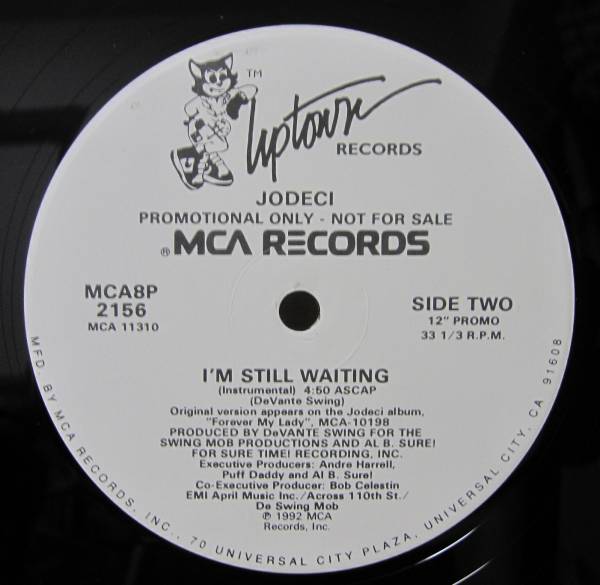 TM
Uptown
RECORDS
JODECI
PROMOTIONAL ONLY - NOT FOR SALE
® MCA RECORDS
MCA8P
2156
MCA 11310
SIDE TWO
12" PROMO
33 1/3 R.P.M.
I'M STILL WAITING
(Instrumental) 4:50 ASCAP
(DeVante Swing)
Original version appears on the Jodeci album,
"Forever My Lady", MCA-10198
PRODUCED BY DeVANTE SWING FOR THE
SWING MOB PRODUCTIONS AND AL B. SURE!
FOR SURE TIME! RECORDING, INC.
Executive Producers: Andre Harrell,
Puff Daddy and Al B. Sure!
Co-Executive Producer: Bob Celestin
EMI April Music Inc./Across 110th St./
De Swing Mob
℗ 1992 MCA
Records, Inc.
MFD. BY MCA RECORDS, INC., 70 UNIVERSAL CITY PLAZA, UNIVERSAL CITY, CA 91608